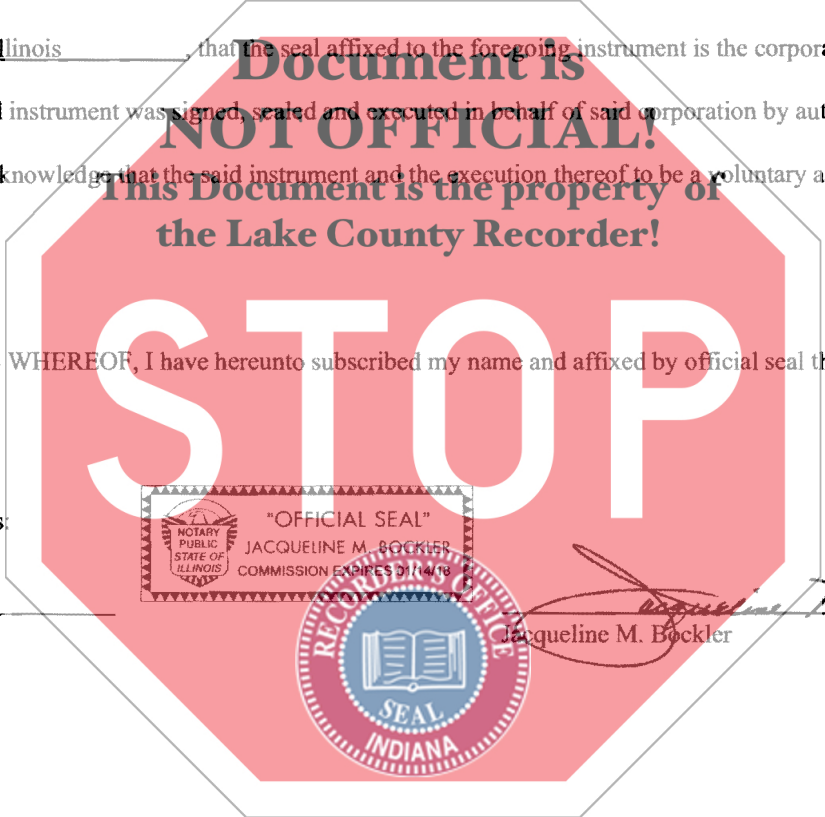 llinois, that the seal affixed to the foregoing instrument is the corpora
Document is
instrument was signed, sealed and executed in behalf of said corporation by aut
NOT OFFICIAL!
knowledge that the said instrument and the execution thereof to be a voluntary a
This Document is the property of
the Lake County Recorder!
STOP
WHEREOF, I have hereunto subscribed my name and affixed by official seal th
s:
"OFFICIAL SEAL"
NOTARY
PUBLIC
STATE OF
ILLINOIS
JACQUELINE M. BOCKLER
COMMISSION EXPIRES 01/14/18
Jacqueline
Jacqueline M. Bockler
RECORDER'S OFFICE
SEAL
INDIANA